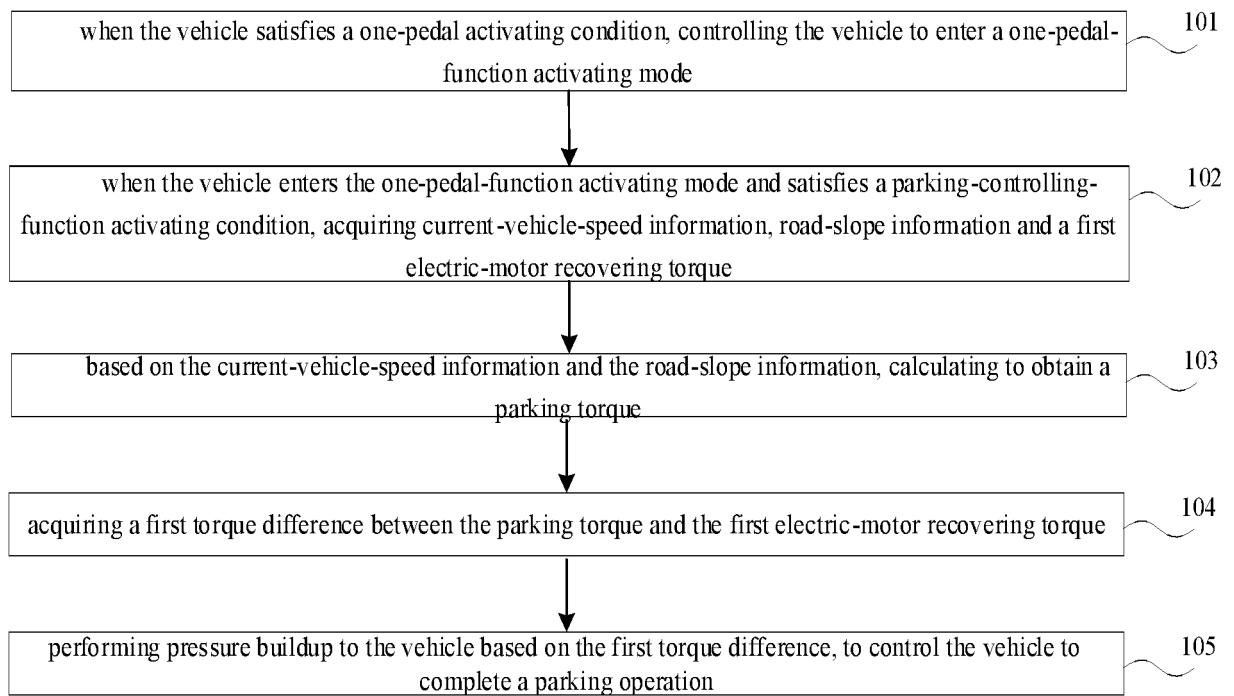 when the vehicle satisfies a one-pedal activating condition, controlling the vehicle to enter a one-pedal-
function activating mode
101
when the vehicle enters the one-pedal-function activating mode and satisfies a parking-controlling-
function activating condition, acquiring current-vehicle-speed information, road-slope information and a first
electric-motor recovering torque
102
based on the current-vehicle-speed information and the road-slope information, calculating to obtain a
parking torque
103
acquiring a first torque difference between the parking torque and the first electric-motor recovering torque
104
performing pressure buildup to the vehicle based on the first torque difference, to control the vehicle to
complete a parking operation
105